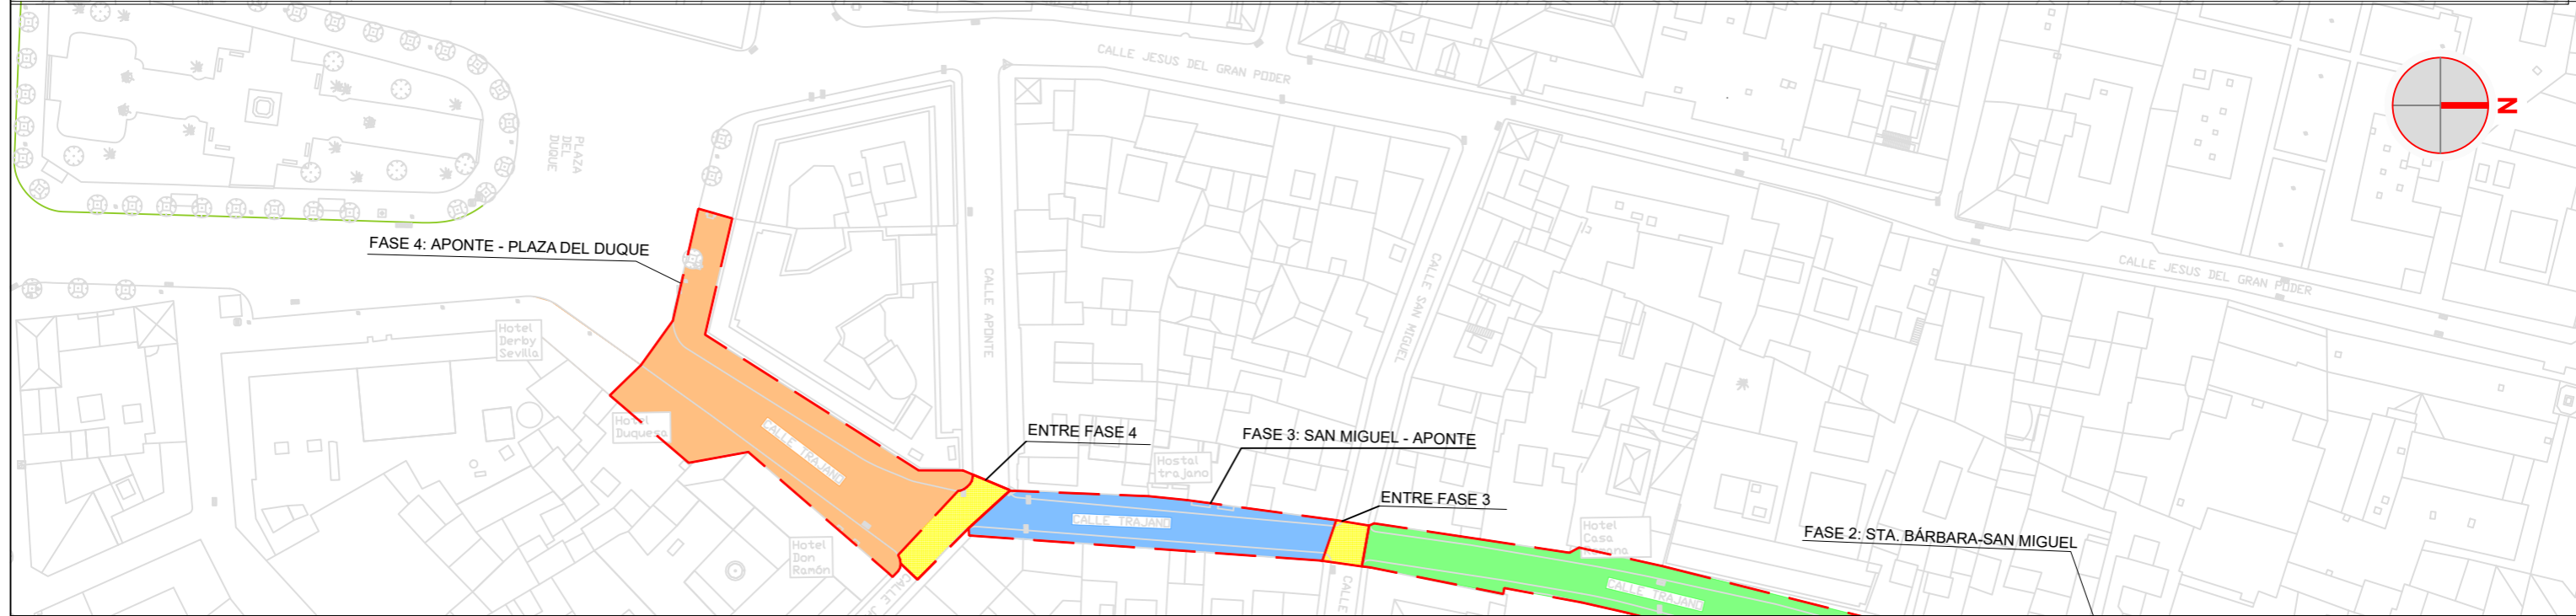 CALLE JESUS DEL GRAN PODER
N
PLAZA
DEL
DUQUE
FASE 4: APONTE - PLAZA DEL DUQUE
CALLE APONTE
CALLE SAN MIGUEL
CALLE JESUS DEL GRAN PODER
Hotel
Derby
Sevilla
Hotel
Duquesa
CALLE TRAJANO
ENTRE FASE 4
FASE 3: SAN MIGUEL - APONTE
Hostal
trajano
ENTRE FASE 3
CALLE TRAJANO
Hotel
Casa
FASE 2: STA. BÁRBARA-SAN MIGUEL
Hotel
Don
Ramón
CALLE
CALLE
CALLE TRAJANO